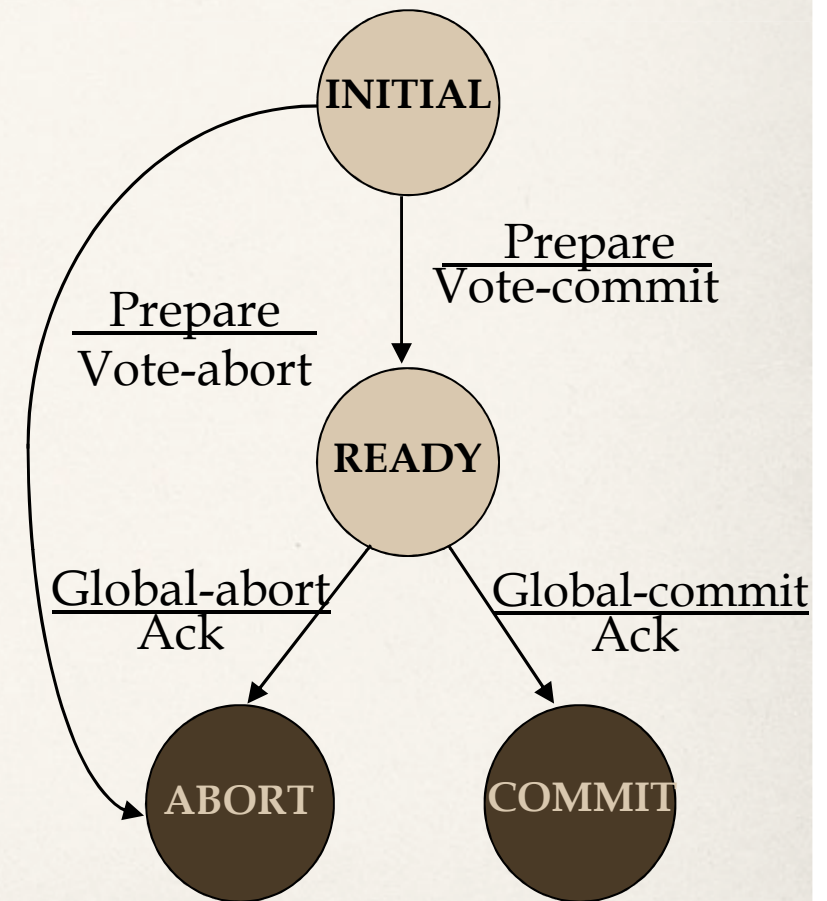 INITIAL
Prepare
Vote-commit
Prepare
Vote-abort
READY
Global-abort
Ack
Global-commit
Ack
ABORT
COMMIT